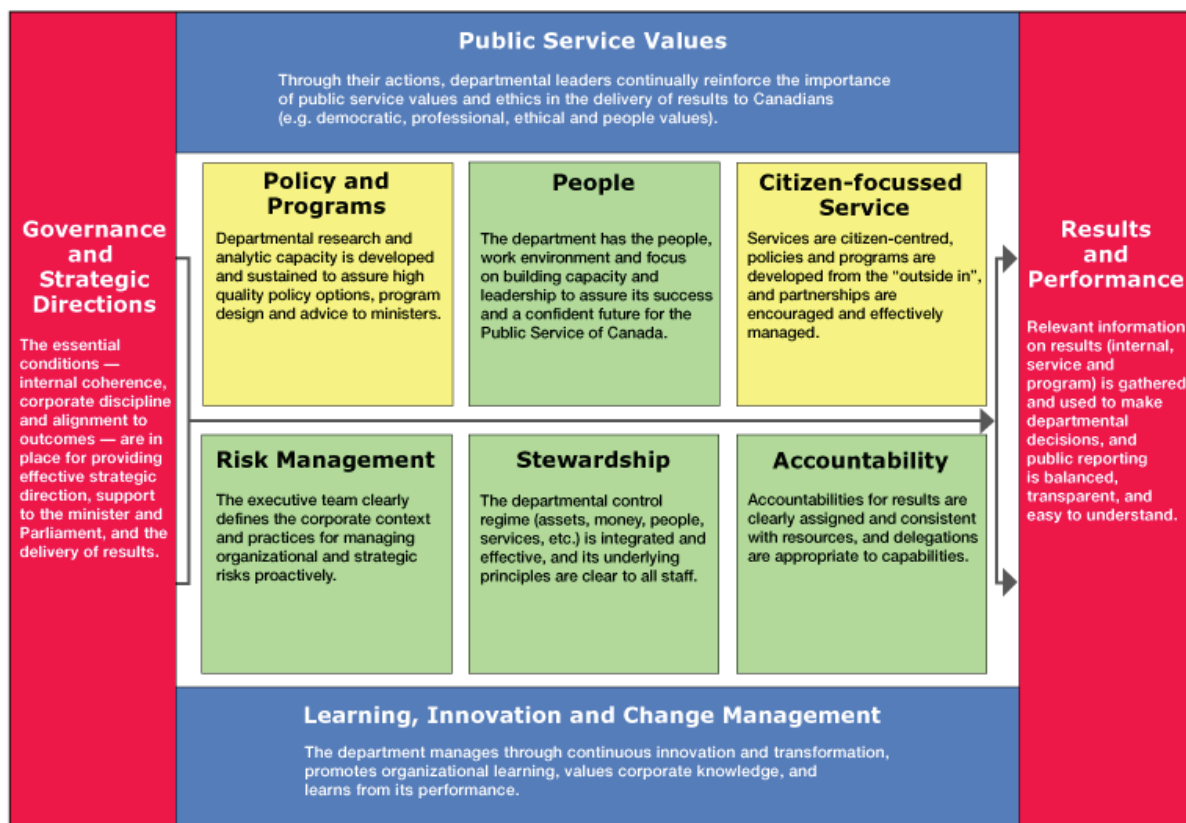 Public Service Values
Through their actions, departmental leaders continually reinforce the importance
of public service values and ethics in the delivery of results to Canadians
(e.g. democratic, professional, ethical and people values).
Governance
and
Strategic
Directions
The essential
conditions —
internal coherence,
corporate discipline
and alignment to
outcomes — are in
place for providing
effective strategic
direction, support
to the minister and
Parliament, and the
delivery of results.
Policy and
Programs
Departmental research and
analytic capacity is developed
and sustained to assure high
quality policy options, program
design and advice to ministers.
People
The department has the people,
work environment and focus
on building capacity and
leadership to assure its success
and a confident future for the
Public Service of Canada.
Citizen-focussed
Service
Services are citizen-centred,
policies and programs are
developed from the “outside in”,
and partnerships are
encouraged and effectively
managed.
Risk Management
The executive team clearly
defines the corporate context
and practices for managing
organizational and strategic
risks proactively.
Stewardship
The departmental control
regime (assets, money, people,
services, etc.) is integrated and
effective, and its underlying
principles are clear to all staff.
Accountability
Accountabilities for results are
clearly assigned and consistent
with resources, and delegations
are appropriate to capabilities.
Results
and
Performance
Relevant information
on results (internal,
service and
program) is gathered
and used to make
departmental
decisions, and
public reporting
is balanced,
transparent, and
easy to understand.
Learning, Innovation and Change Management
The department manages through continuous innovation and transformation,
promotes organizational learning, values corporate knowledge, and
learns from its performance.